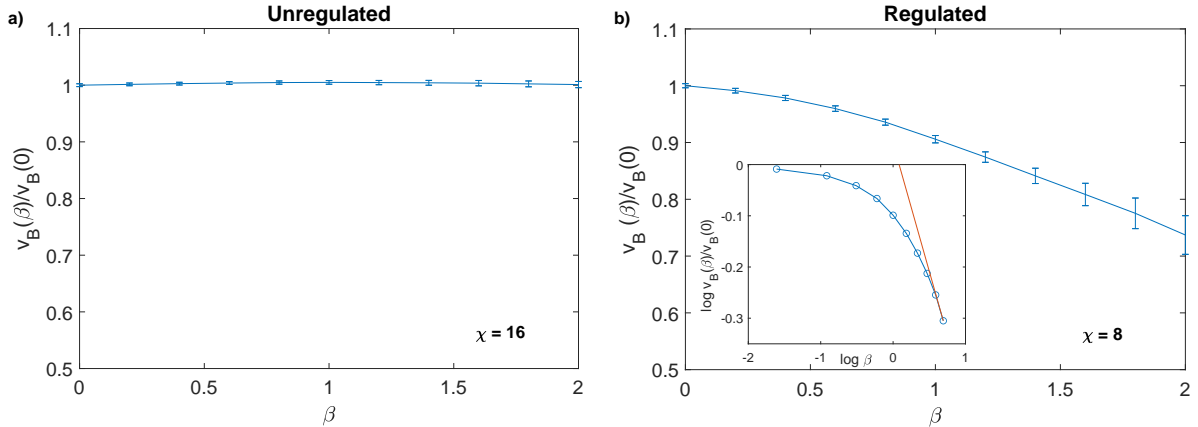 a)
Unregulated
v_B(β)/v_B(0)
1.1
1
0.9
0.8
0.7
0.6
0.5
χ = 16
0 0.5 1 1.5 2
β
b)
Regulated
v_B(β)/v_B(0)
1.1
1
0.9
0.8
0.7
0.6
0.5
log v_B(β)/v_B(0)
0
-0.1
-0.2
-0.3
-2 -1 0 1
log β
χ = 8
0 0.5 1 1.5 2
β